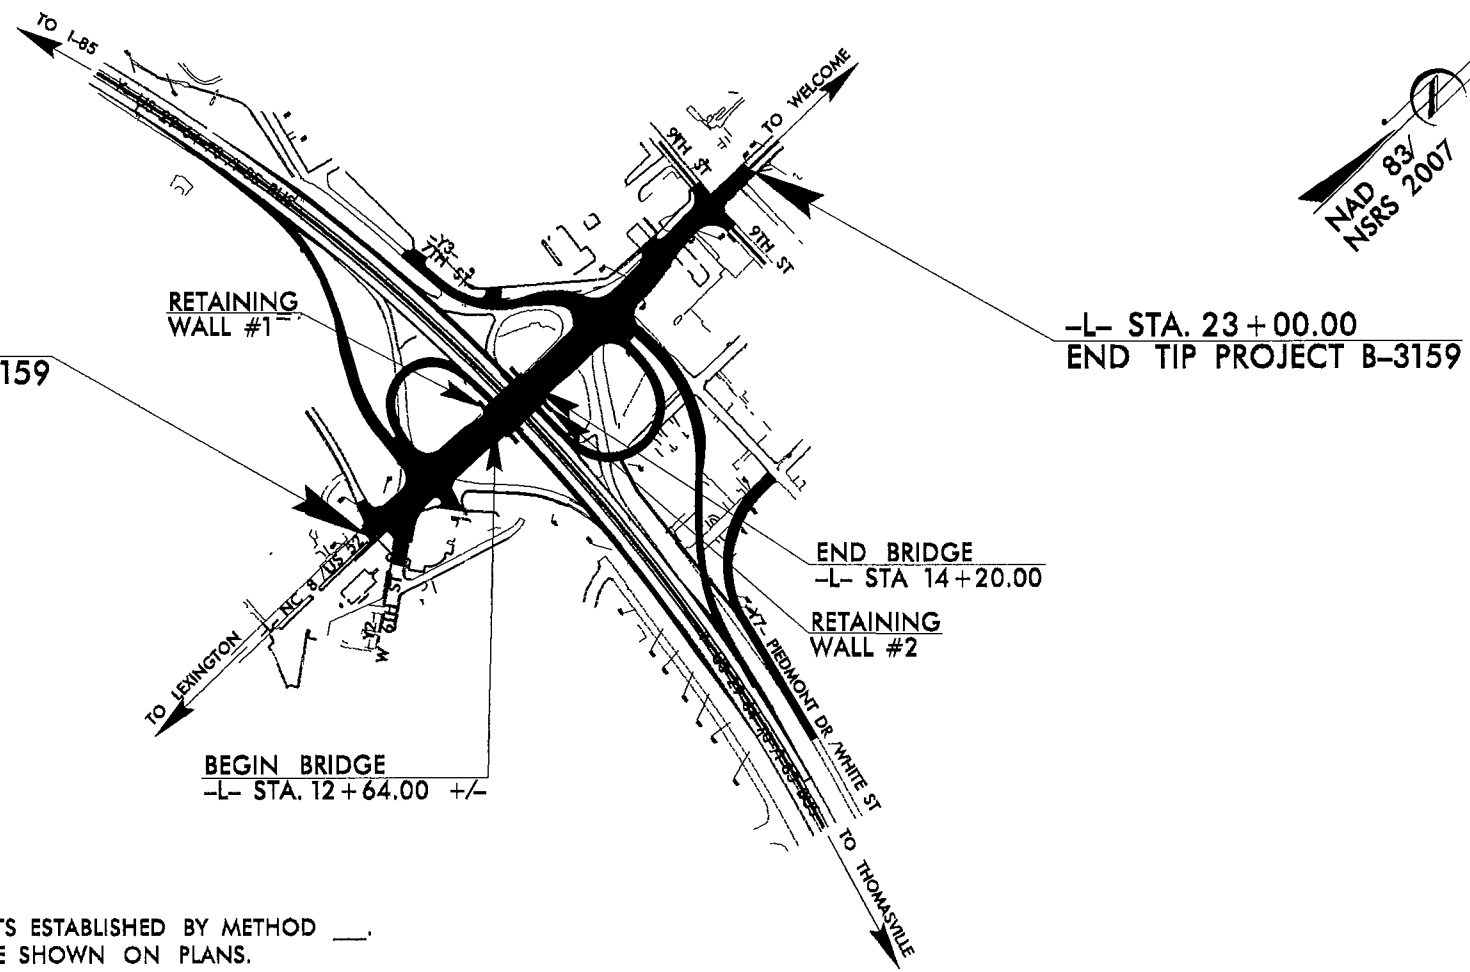 TO I-85
TO WELCOME
9TH ST
9TH ST
NAD 83/
NSRS 2007
-Y3-
7TH ST
RETAINING
WALL #1
-L- STA. 23+00.00
END TIP PROJECT B-3159
159
END BRIDGE
-L- STA 14+20.00
RETAINING
WALL #2
NC 8 /US 52
-Y2-
W 6TH ST
TO LEXINGTON
-Y7- PIEDMONT DR /WHITE ST
BEGIN BRIDGE
-L- STA. 12+64.00 +/-
TO THOMASVILLE
TS ESTABLISHED BY METHOD ___.
E SHOWN ON PLANS.